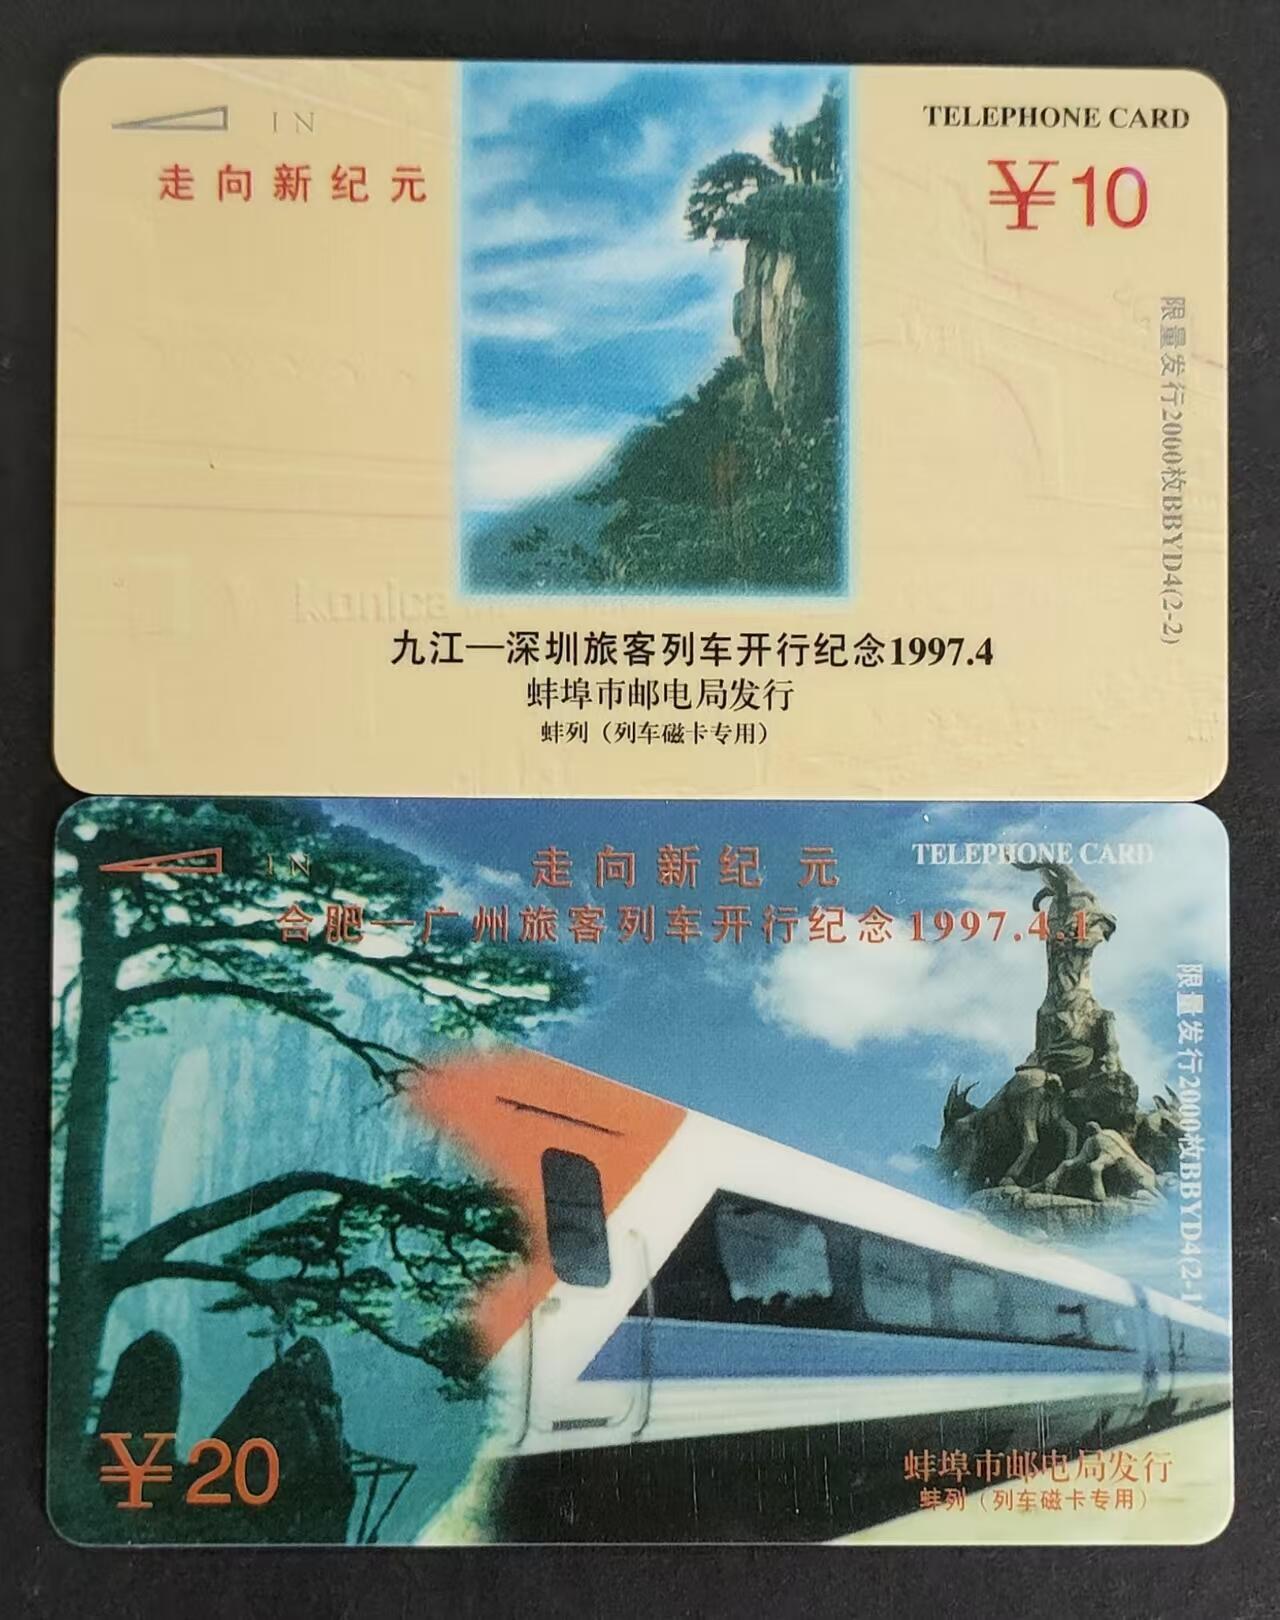 IN
TELEPHONE CARD
走向新纪元
¥10
限量发行2000枚BBYD4(2-2)
Konica
九江—深圳旅客列车开行纪念1997.4
蚌埠市邮电局发行
蚌列（列车磁卡专用）
IN
走向新纪元
TELEPHONE CARD
合肥—广州旅客列车开行纪念1997.4.1
限量发行2000枚BBYD4(2-1
¥20
蚌埠市邮电局发行
蚌列（列车磁卡专用）